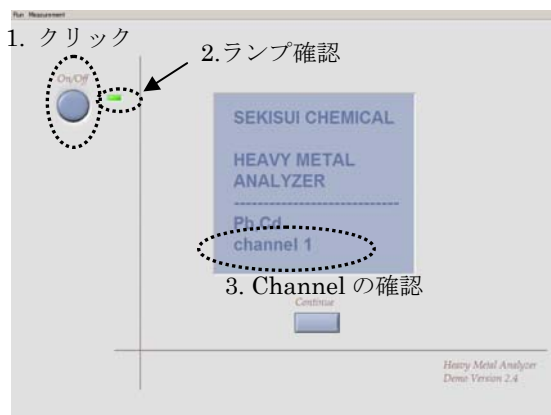 Run Measurement
1. クリック
2.ランプ確認
On/Off
SEKISUI CHEMICAL
HEAVY METAL
ANALYZER
--------------------------
Pb Cd
channel 1
3. Channel の確認
Continue
Heavy Metal Analyzer
Demo Version 2.4